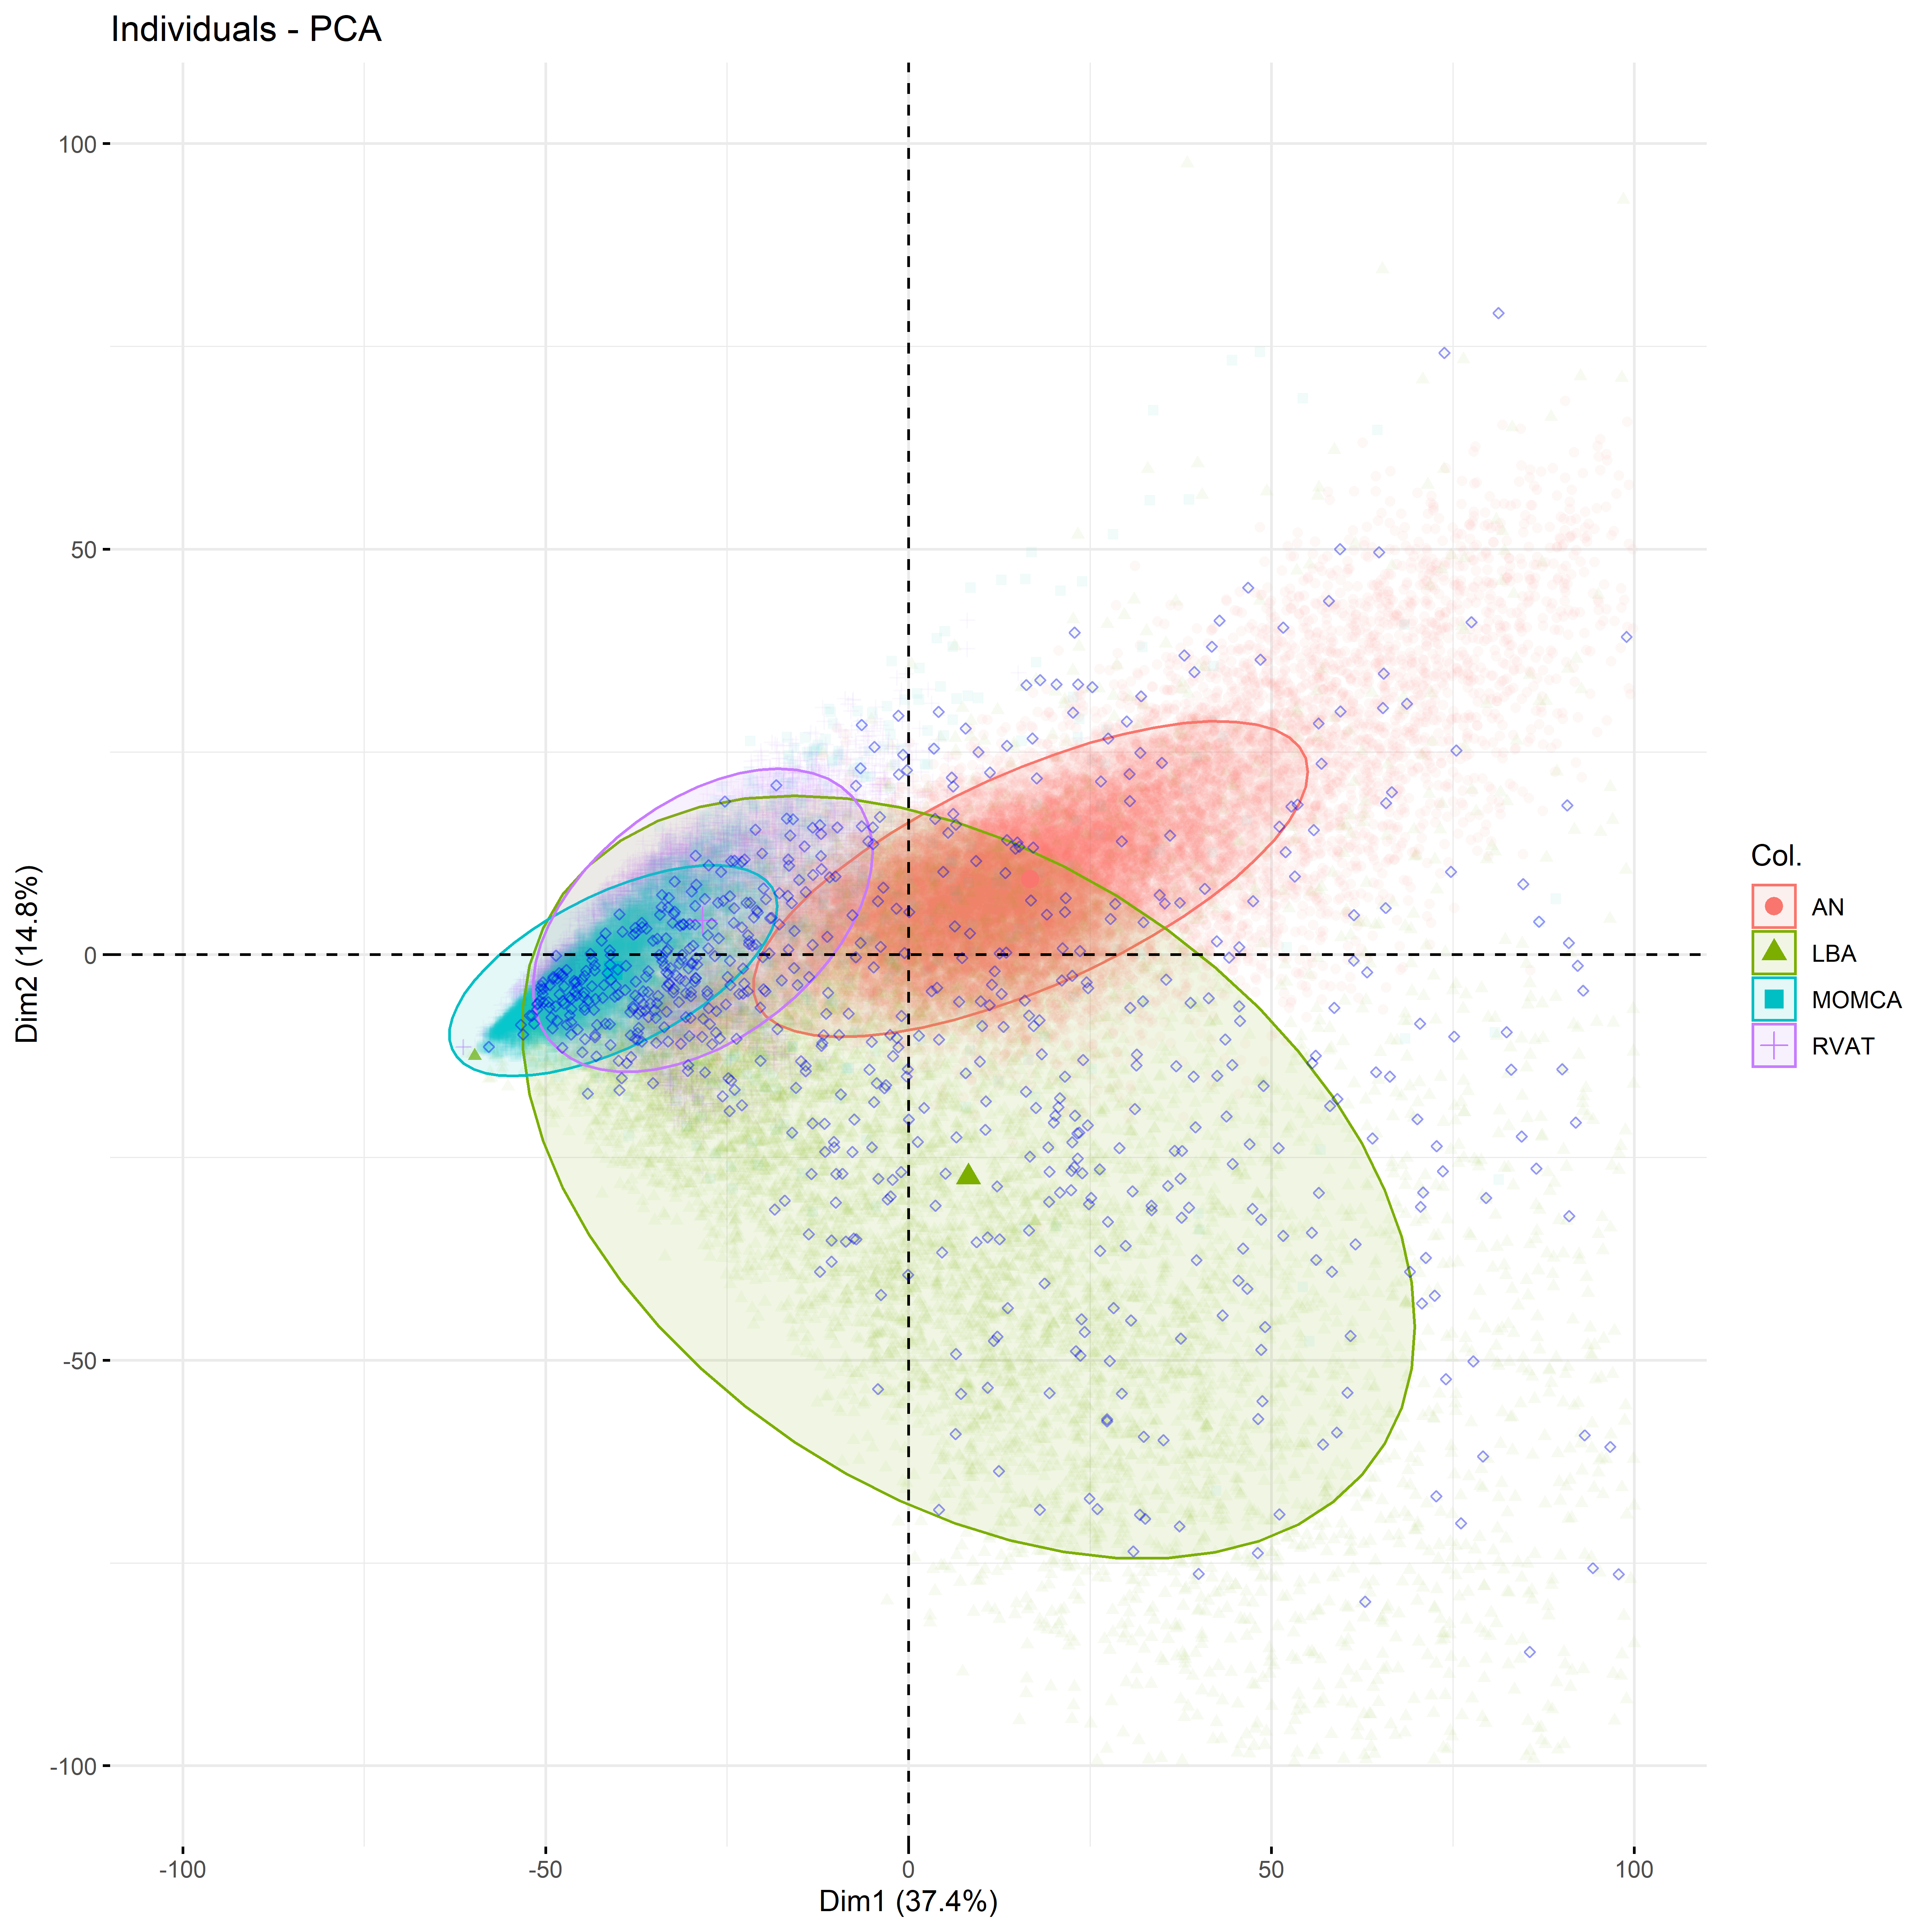 Individuals - PCA
100
50
0
-50
-100
Dim2 (14.8%)
-100
-50
0
50
100
Dim1 (37.4%)
Col.
AN
LBA
MOMCA
RVAT